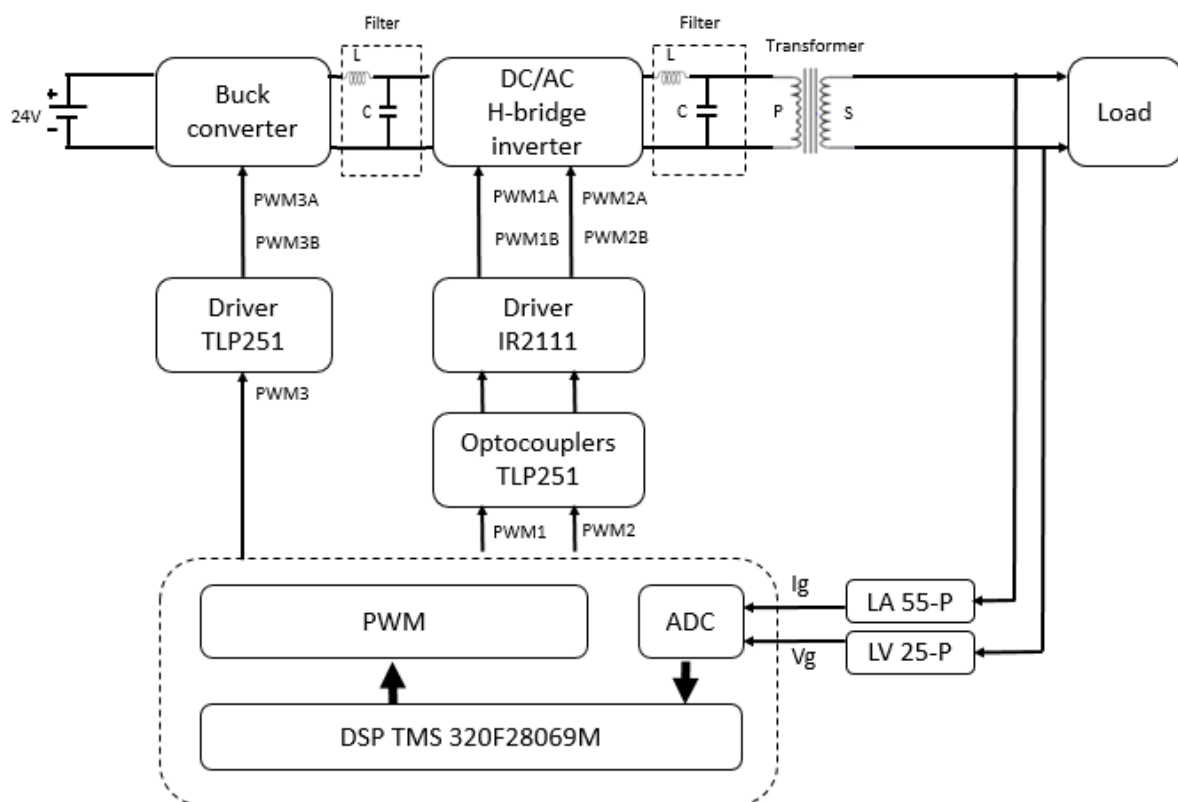 Filter
Filter
Transformer
L
L
+
24V
-
Buck
converter
C
DC/AC
H-bridge
inverter
C
P
S
Load
PWM3A
PWM3B
PWM1A
PWM2A
PWM1B
PWM2B
Driver
TLP251
Driver
IR2111
PWM3
Optocouplers
TLP251
PWM1
PWM2
PWM
ADC
Ig
LA 55-P
Vg
LV 25-P
DSP TMS 320F28069M